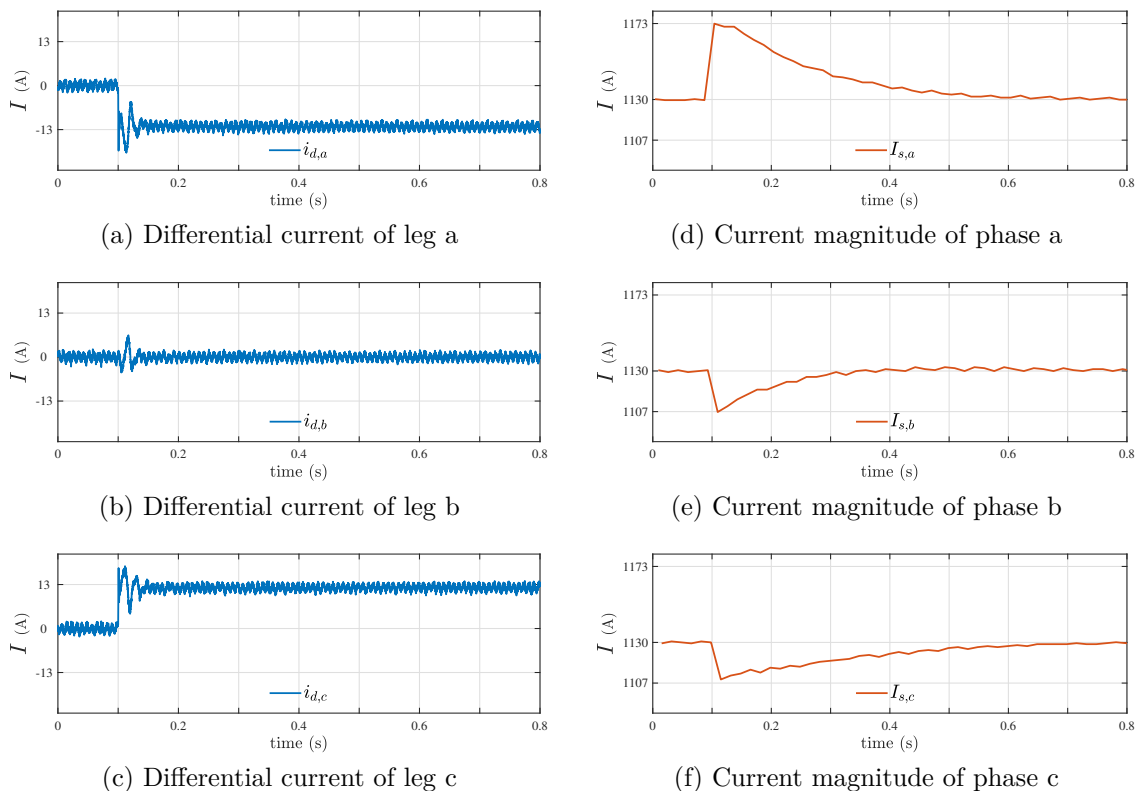 13
0
-13
I (A)
i_{d,a}
0 0.2 0.4 0.6 0.8
time (s)
(a) Differential current of leg a
1173
1130
1107
I (A)
I_{s,a}
0 0.2 0.4 0.6 0.8
time (s)
(d) Current magnitude of phase a
13
0
-13
I (A)
i_{d,b}
0 0.2 0.4 0.6 0.8
time (s)
(b) Differential current of leg b
1173
1130
1107
I (A)
I_{s,b}
0 0.2 0.4 0.6 0.8
time (s)
(e) Current magnitude of phase b
13
0
-13
I (A)
i_{d,c}
0 0.2 0.4 0.6 0.8
time (s)
(c) Differential current of leg c
1173
1130
1107
I (A)
I_{s,c}
0 0.2 0.4 0.6 0.8
time (s)
(f) Current magnitude of phase c